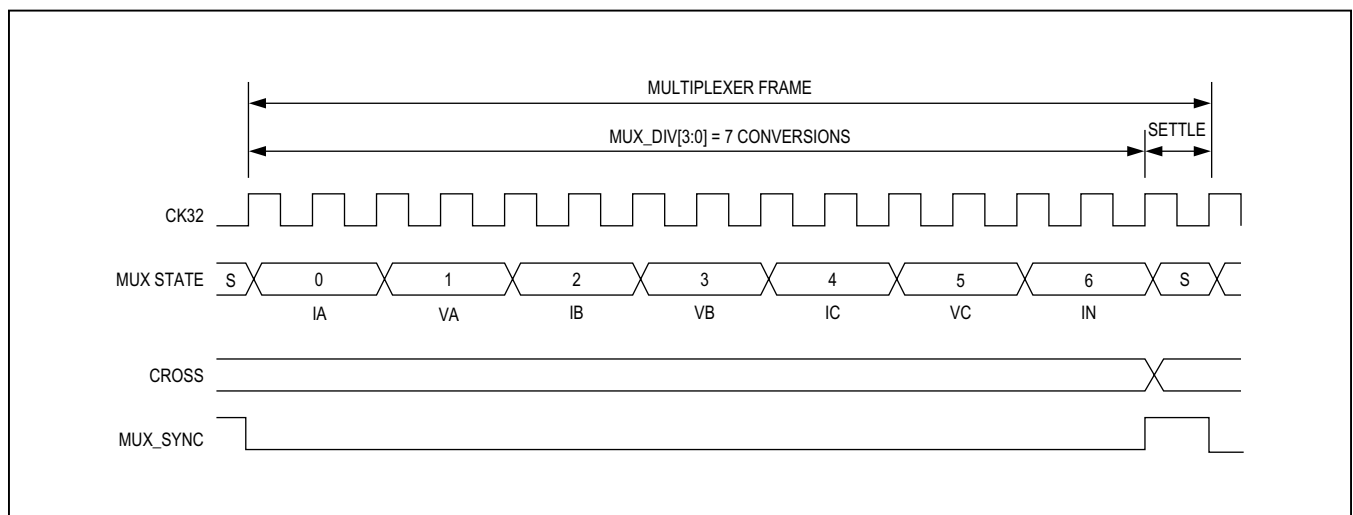 MULTIPLEXER FRAME
MUX_DIV[3:0] = 7 CONVERSIONS
SETTLE
CK32
MUX STATE S 0 1 2 3 4 5 6 S
IA VA IB VB IC VC IN
CROSS
MUX_SYNC